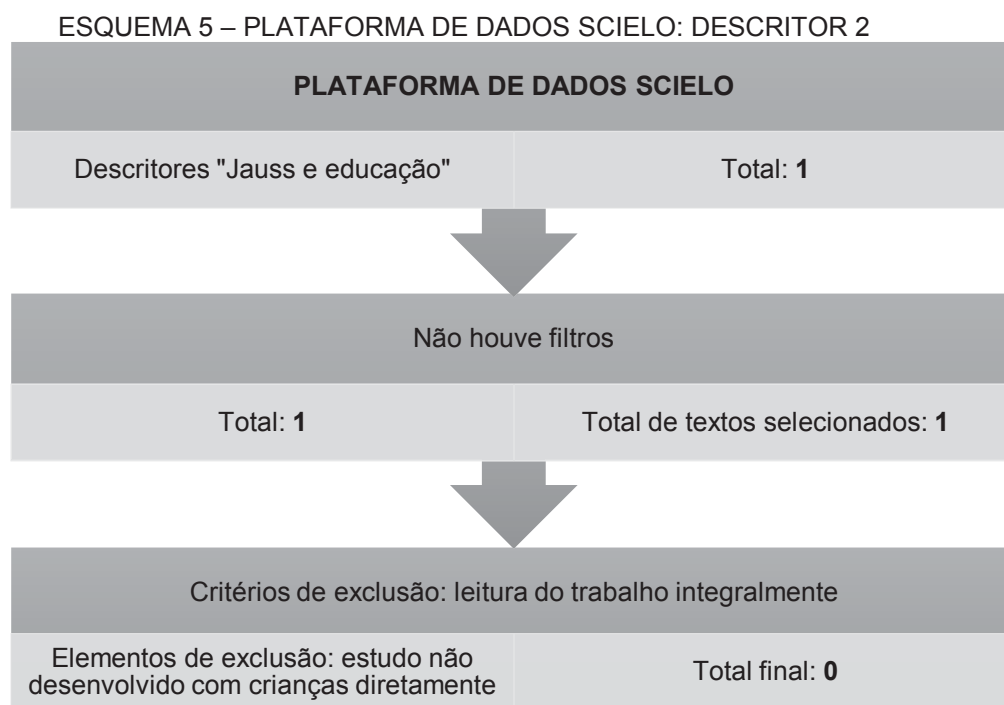 ESQUEMA 5 – PLATAFORMA DE DADOS SCIELO: DESCRITOR 2
PLATAFORMA DE DADOS SCIELO
Descritores "Jauss e educação"
Total: 1
Não houve filtros
Total: 1
Total de textos selecionados: 1
Critérios de exclusão: leitura do trabalho integralmente
Elementos de exclusão: estudo não
desenvolvido com crianças diretamente
Total final: 0